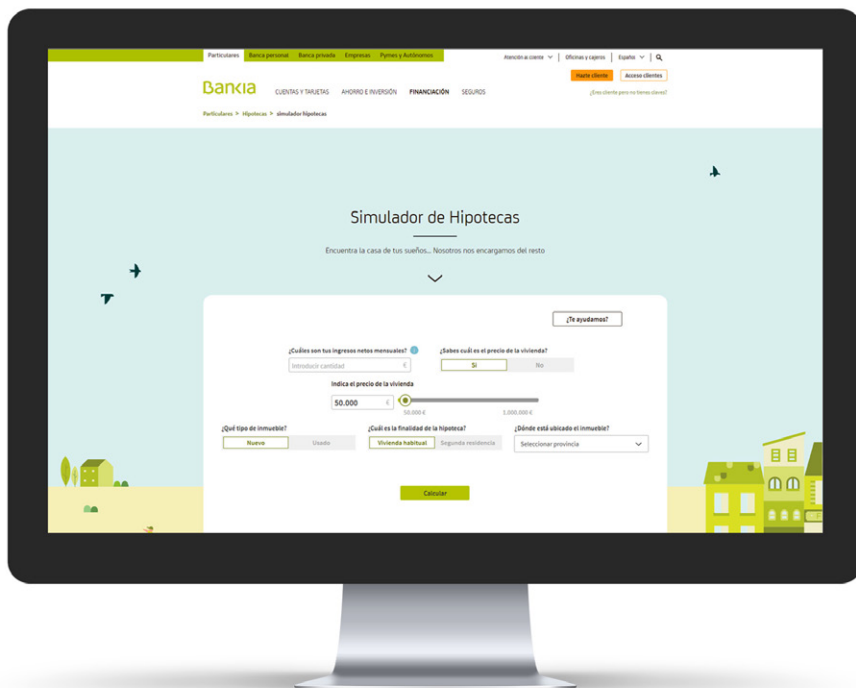 Particulares Banca personal Banca privada Empresas Pymes y Autónomos
Atención al cliente Oficinas y cajeros Español
Hazte cliente Acceso clientes
Bankia CUENTAS Y TARJETAS AHORRO E INVERSIÓN FINANCIACIÓN SEGUROS
¿Eres cliente pero no tienes claves?
Particulares > Hipotecas > simulador hipotecas
Simulador de Hipotecas
Encuentra la casa de tus sueños... Nosotros nos encargamos del resto
¿Te ayudamos?
¿Cuáles son tus ingresos netos mensuales? ¿Sabes cuál es el precio de la vivienda?
Introducir cantidad € Si No
Indica el precio de la vivienda
50.000 €
50.000 € 1.000.000 €
¿Qué tipo de inmueble? ¿Cuál es la finalidad de la hipoteca? ¿Dónde está ubicado el inmueble?
Nuevo Usado Vivienda habitual Segunda residencia Seleccionar provincia
Calcular